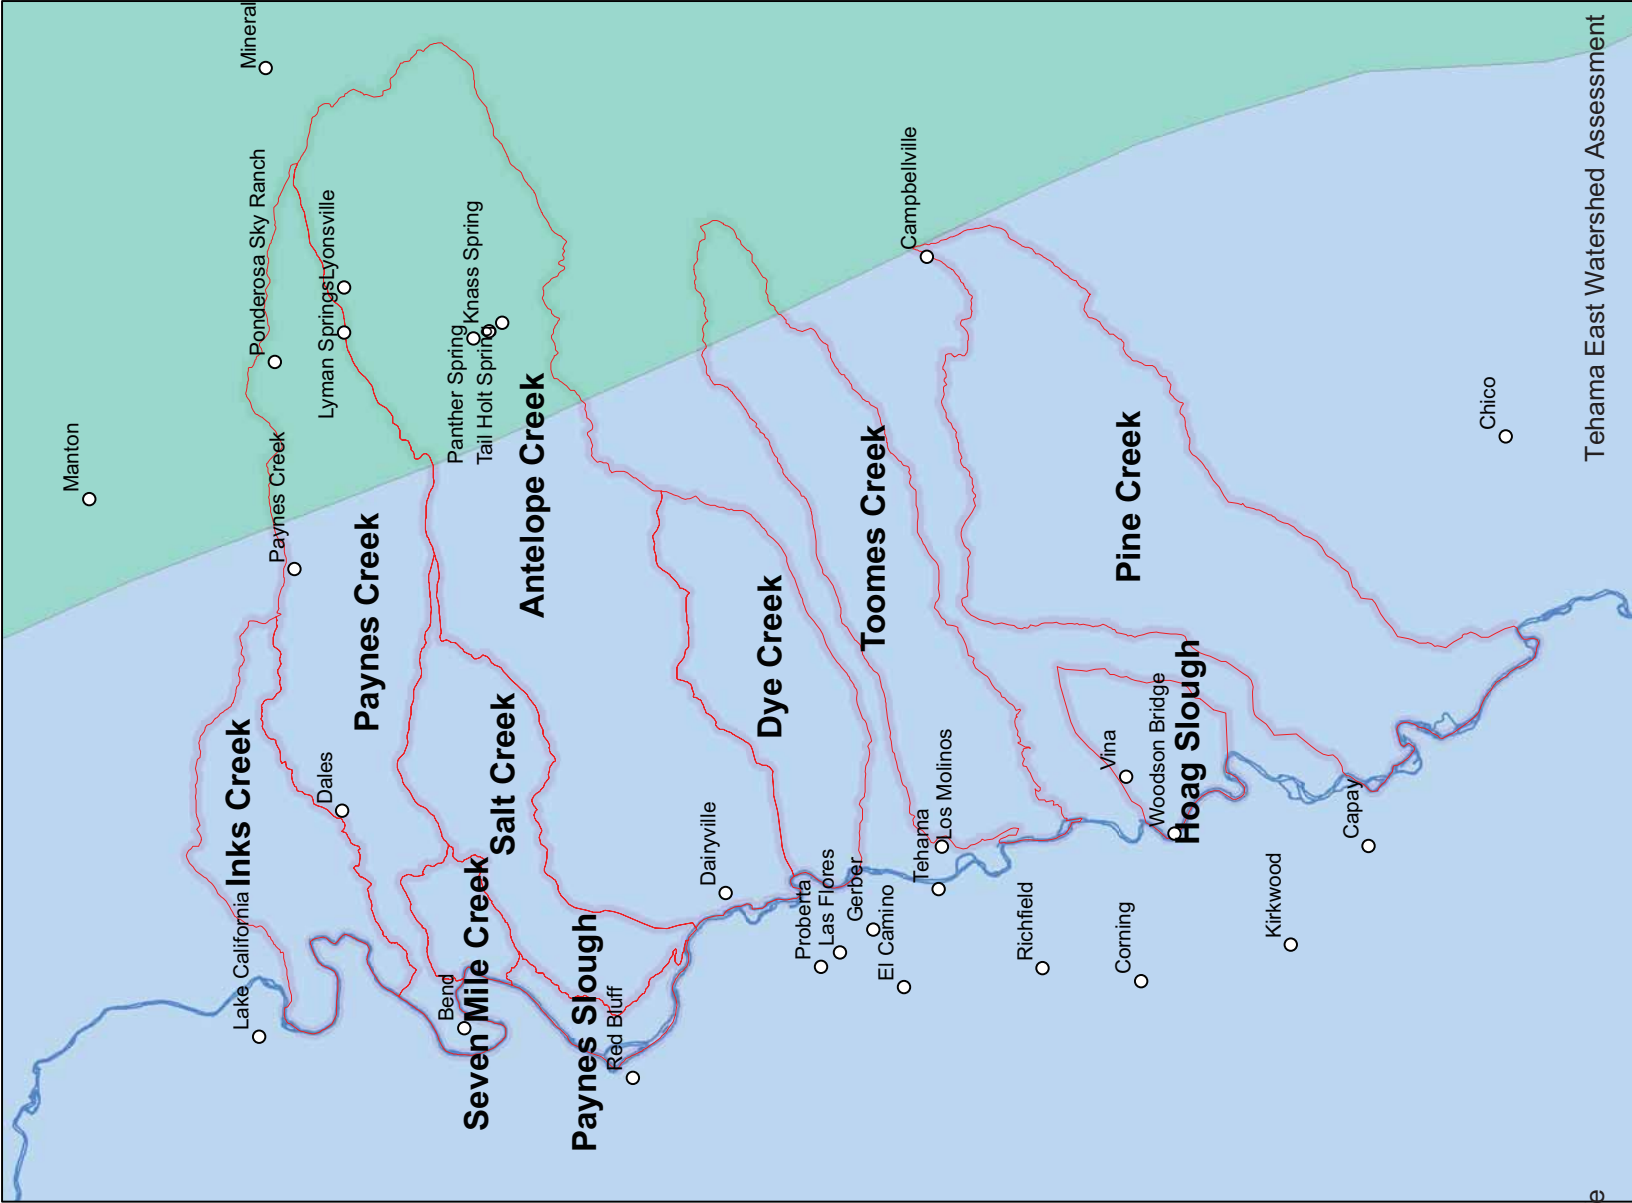 Mineral
Manton
Ponderosa Sky Ranch
Lyonsville
Lyman Springs
Knass Spring
Panther Spring
Tail Holt Spring
Paynes Creek
Campbellville
Chico
Paynes Creek
Antelope Creek
Toomes Creek
Pine Creek
Dye Creek
Inks Creek
Dales
Salt Creek
Hoag Slough
Woodson Bridge
Vina
Los Molinos
Tehama
Dairyville
Proberta
Las Flores
Gerber
El Camino
Richfield
Corning
Kirkwood
Capay
Lake California
Bend
Seven Mile Creek
Paynes Slough
Red Bluff
Tehama East Watershed Assessment
e